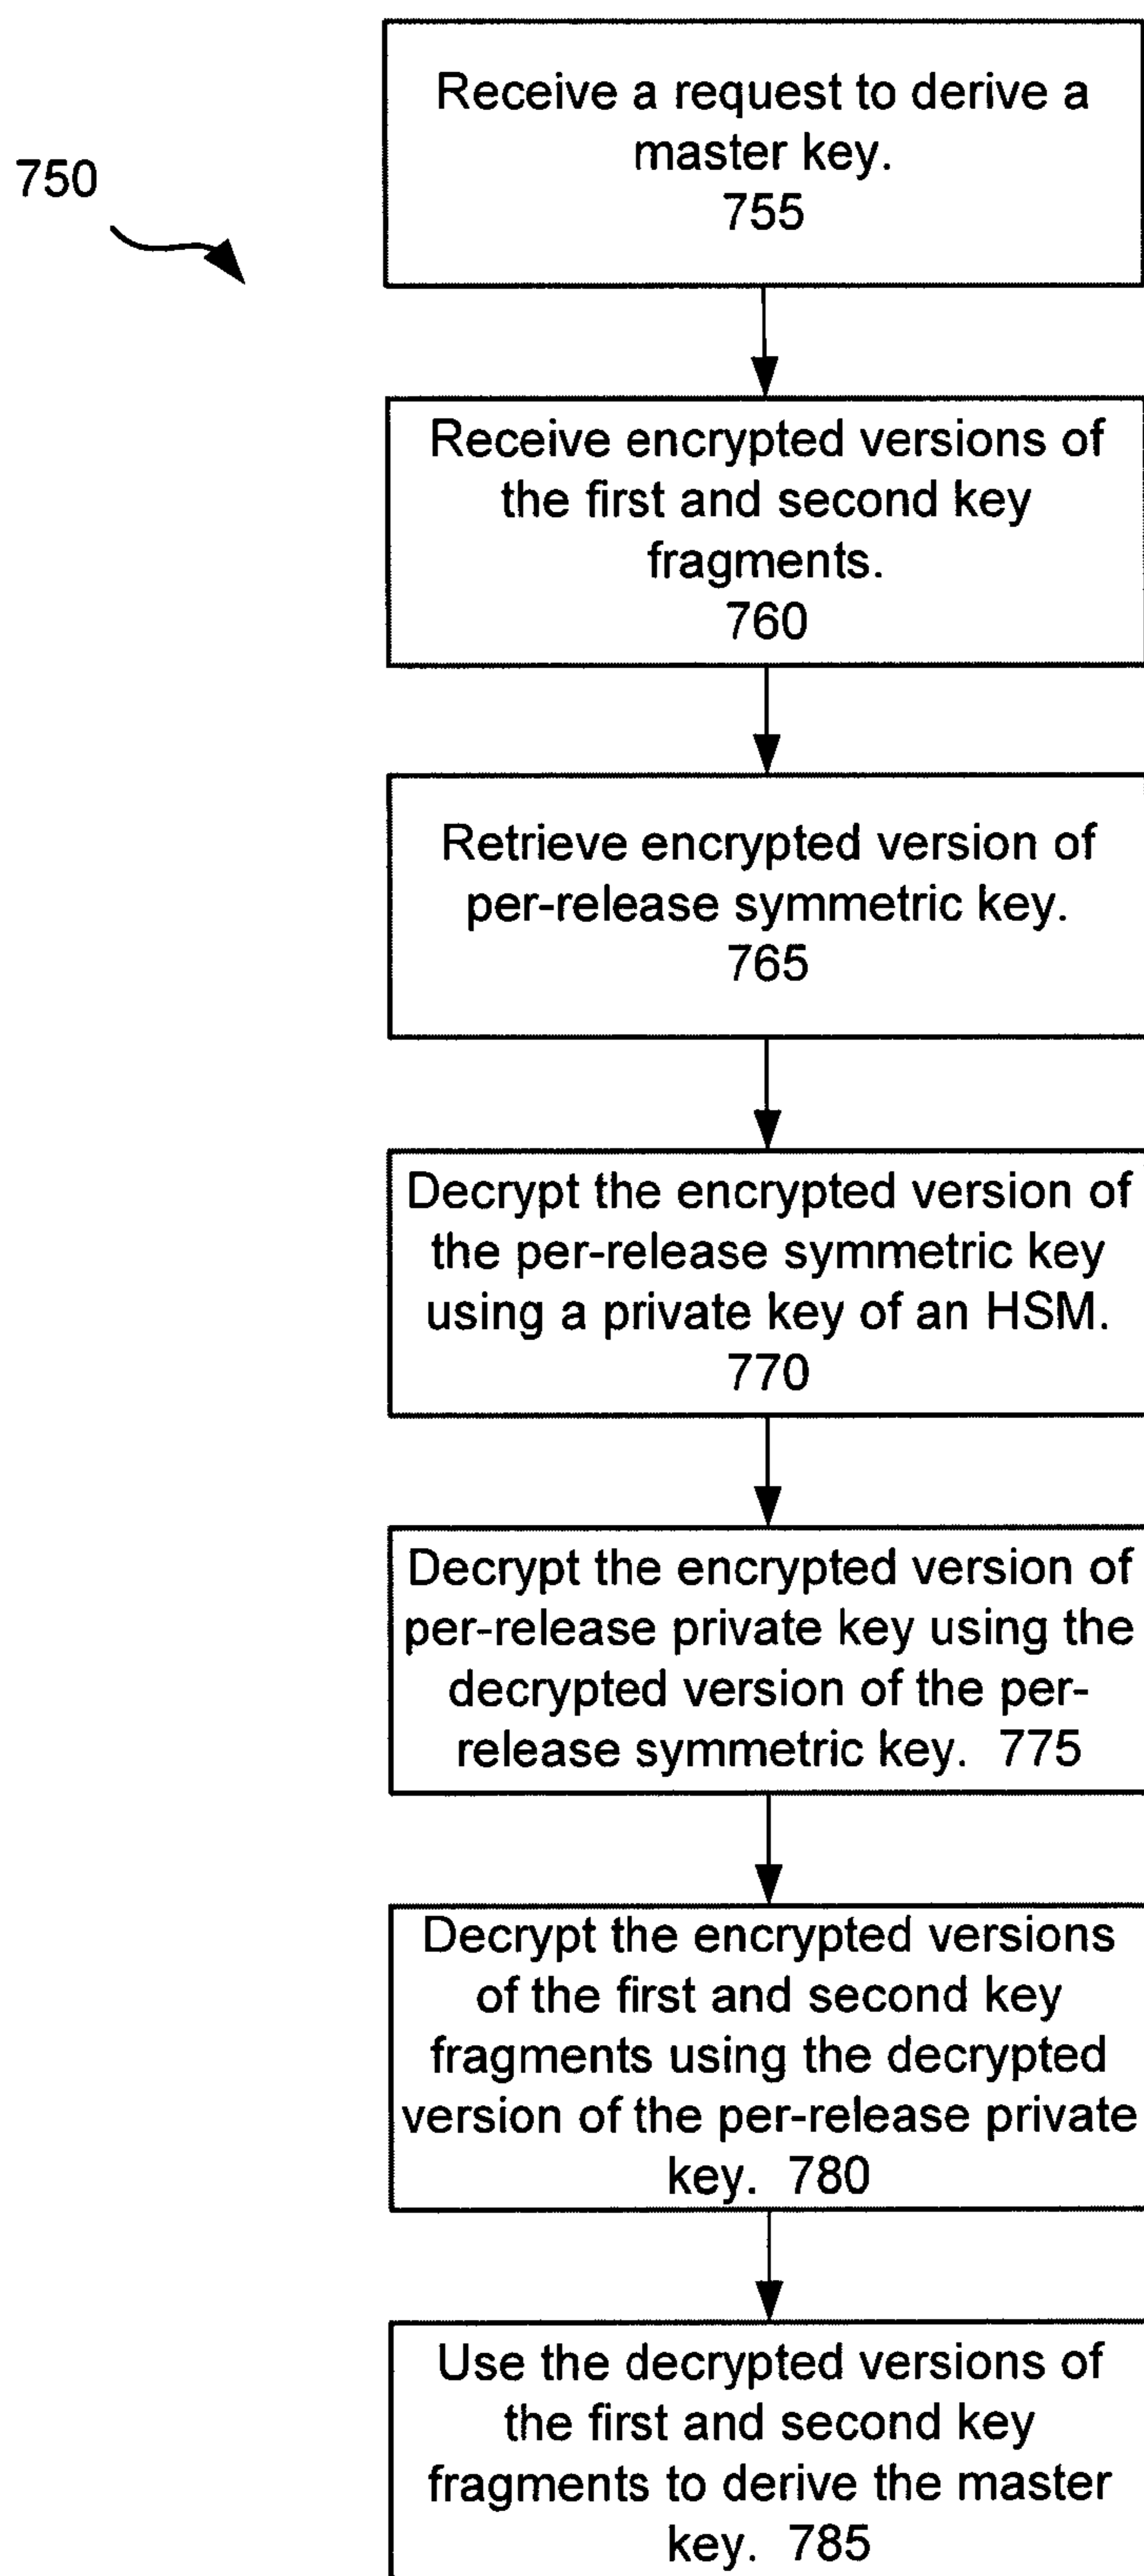 750
Receive a request to derive a
master key.
755
Receive encrypted versions of
the first and second key
fragments.
760
Retrieve encrypted version of
per-release symmetric key.
765
Decrypt the encrypted version of
the per-release symmetric key
using a private key of an HSM.
770
Decrypt the encrypted version of
per-release private key using the
decrypted version of the per-
release symmetric key. 775
Decrypt the encrypted versions
of the first and second key
fragments using the decrypted
version of the per-release private
key. 780
Use the decrypted versions of
the first and second key
fragments to derive the master
key. 785